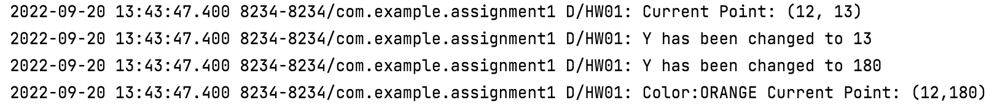 2022-09-20 13:43:47.400 8234-8234/com.example.assignment1 D/HW01: Current Point: (12, 13)
2022-09-20 13:43:47.400 8234-8234/com.example.assignment1 D/HW01: Y has been changed to 13
2022-09-20 13:43:47.400 8234-8234/com.example.assignment1 D/HW01: Y has been changed to 180
2022-09-20 13:43:47.400 8234-8234/com.example.assignment1 D/HW01: Color:ORANGE Current Point: (12,180)